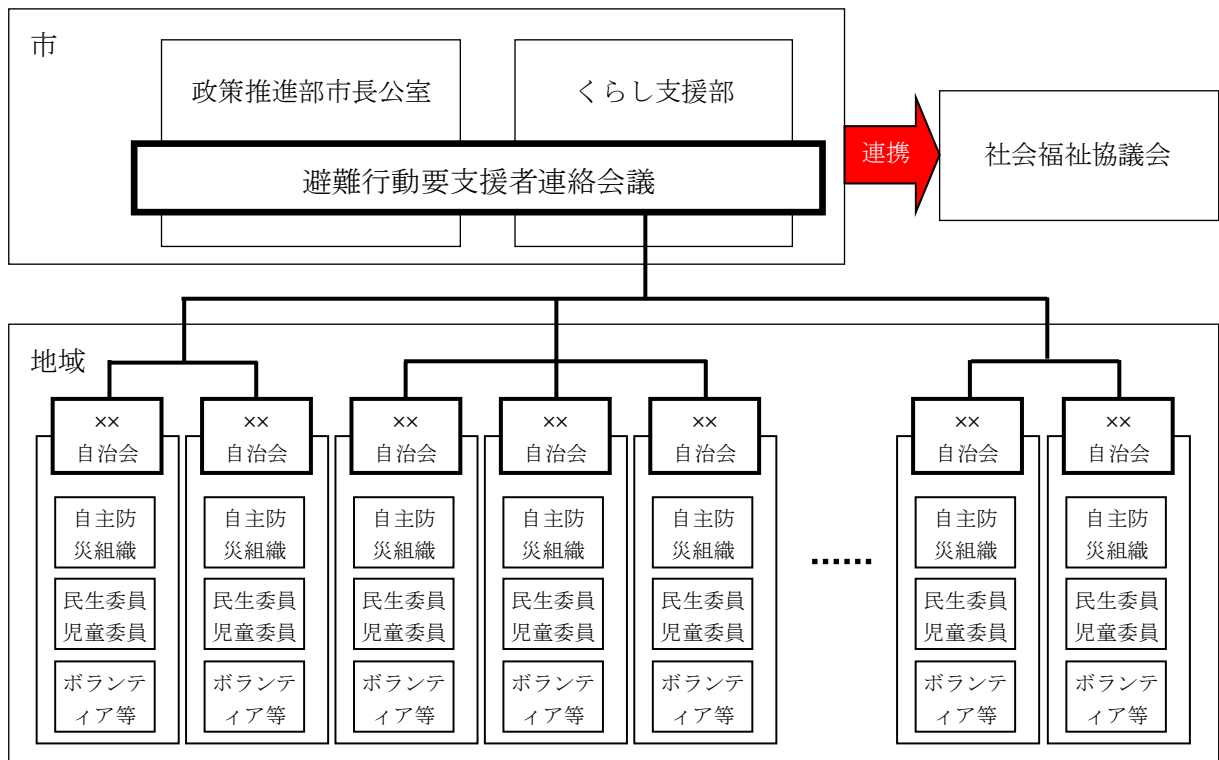 市
政策推進部市長公室
くらし支援部
避難行動要支援者連絡会議
連携
社会福祉協議会
地域
××
自治会
自主防
災組織
民生委員
児童委員
ボランテ
ィア等
××
自治会
自主防
災組織
民生委員
児童委員
ボランテ
ィア等
××
自治会
自主防
災組織
民生委員
児童委員
ボランテ
ィア等
××
自治会
自主防
災組織
民生委員
児童委員
ボランテ
ィア等
××
自治会
自主防
災組織
民生委員
児童委員
ボランテ
ィア等
……
××
自治会
自主防
災組織
民生委員
児童委員
ボランテ
ィア等
××
自治会
自主防
災組織
民生委員
児童委員
ボランテ
ィア等